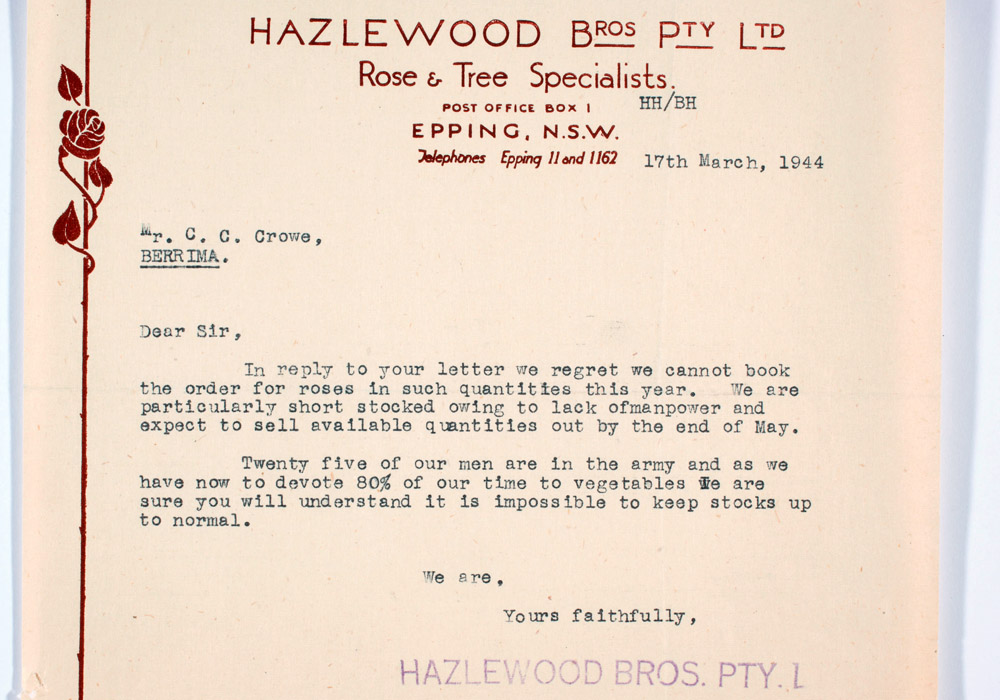 HAZLEWOOD BROS PTY LTD
Rose & Tree Specialists.
POST OFFICE BOX 1
HH/BH
EPPING, N.S.W.
Telephones Epping 11 and 1162
17th March, 1944
Mr. C. C. Crowe,
BERRIMA.
Dear Sir,
In reply to your letter we regret we cannot book
the order for roses in such quantities this year. We are
particularly short stocked owing to lack ofmanpower and
expect to sell available quantities out by the end of May.
Twenty five of our men are in the army and as we
have now to devote 80% of our time to vegetables We are
sure you will understand it is impossible to keep stocks up
to normal.
We are,
Yours faithfully,
HAZLEWOOD BROS. PTY. L